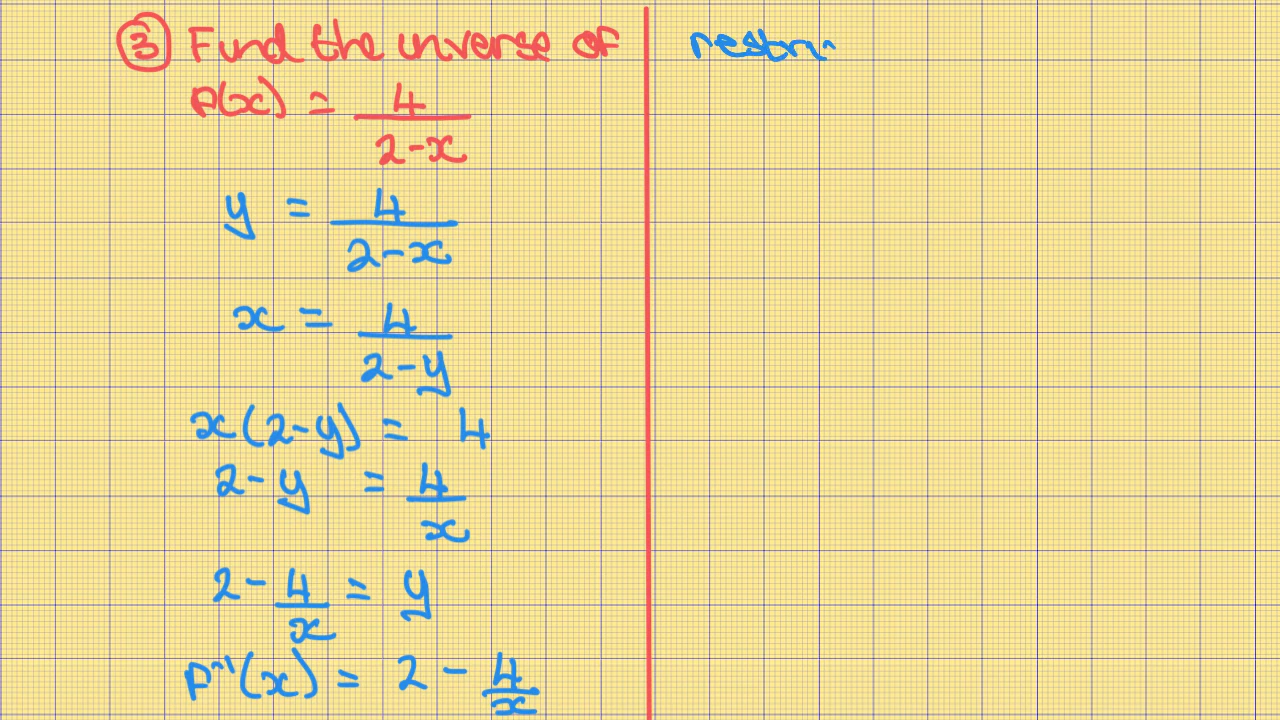 ③ Find the inverse of
f(x) = 4/(2-x)
y = 4/(2-x)
x = 4/(2-y)
x(2-y) = 4
2-y = 4/x
2-4/x = y
f⁻¹(x) = 2 - 4/x
restri